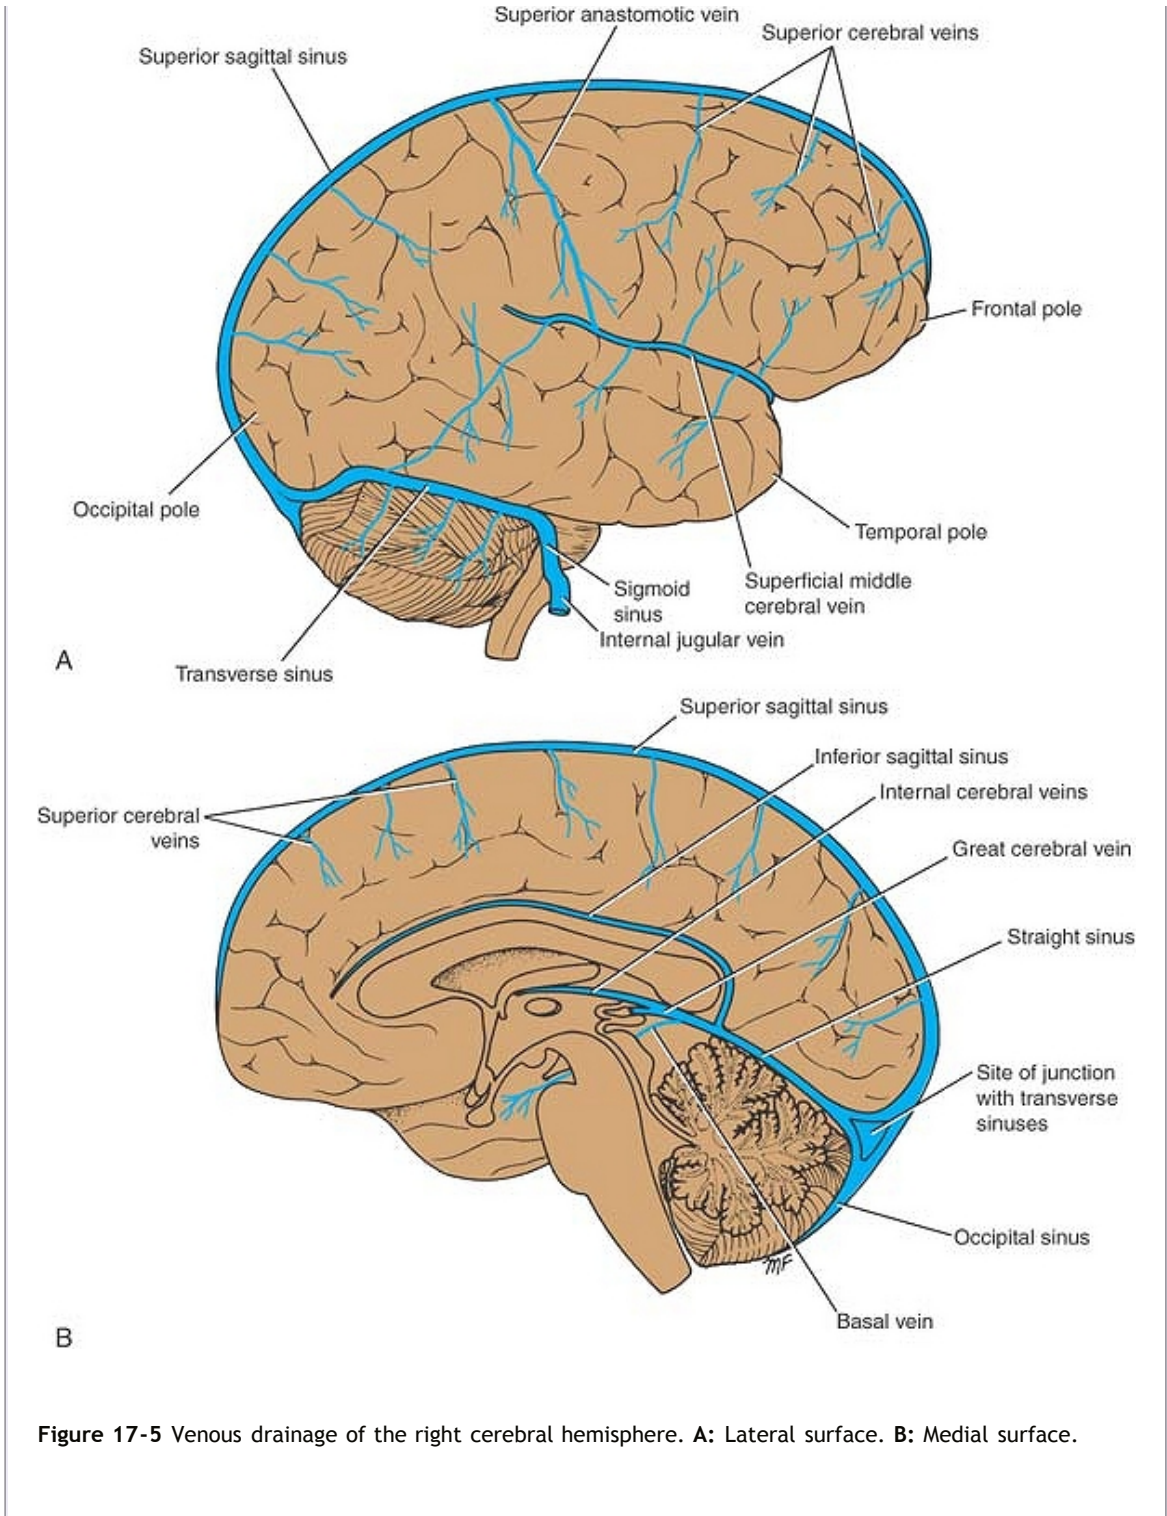 Superior anastomotic vein
Superior cerebral veins
Superior sagittal sinus
Frontal pole
Occipital pole
Temporal pole
Superficial middle
cerebral vein
Sigmoid
sinus
Internal jugular vein
A
Transverse sinus
Superior sagittal sinus
Inferior sagittal sinus
Internal cerebral veins
Superior cerebral
veins
Great cerebral vein
Straight sinus
Site of junction
with transverse
sinuses
Occipital sinus
MF
Basal vein
B
Figure 17-5 Venous drainage of the right cerebral hemisphere. A: Lateral surface. B: Medial surface.